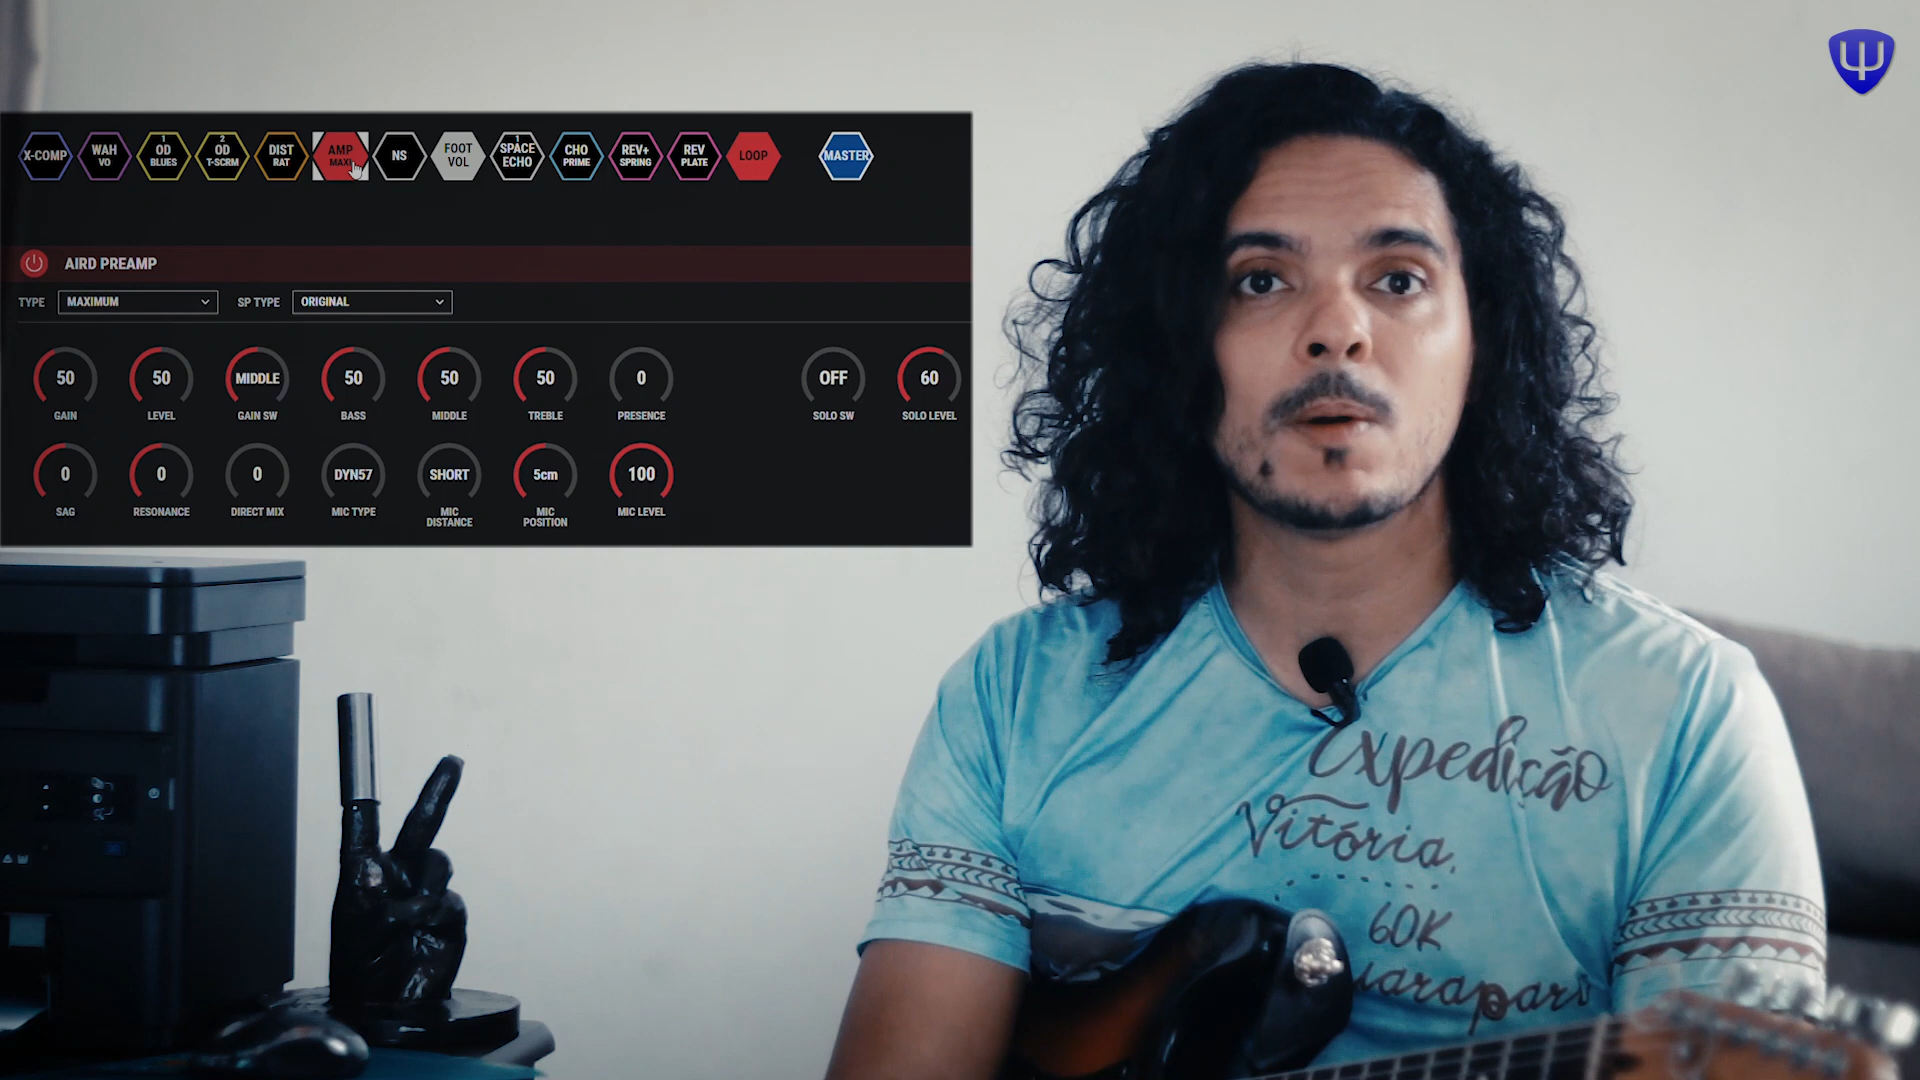 X-COMP
WAH
VO
1
OD
BLUES
2
OD
T-SCRM
DIST
RAT
AMP
MAXI
NS
FOOT
VOL
1
SPACE
ECHO
CHO
PRIME
REV+
SPRING
REV
PLATE
LOOP
MASTER
AIRD PREAMP
TYPE MAXIMUM SP TYPE ORIGINAL
50 50 MIDDLE 50 50 50 0 OFF 60
GAIN LEVEL GAIN SW BASS MIDDLE TREBLE PRESENCE SOLO SW SOLO LEVEL
0 0 0 DYN57 SHORT 5cm 100
SAG RESONANCE DIRECT MIX MIC TYPE MIC DISTANCE MIC POSITION MIC LEVEL
Expedição
Vitória,
60K